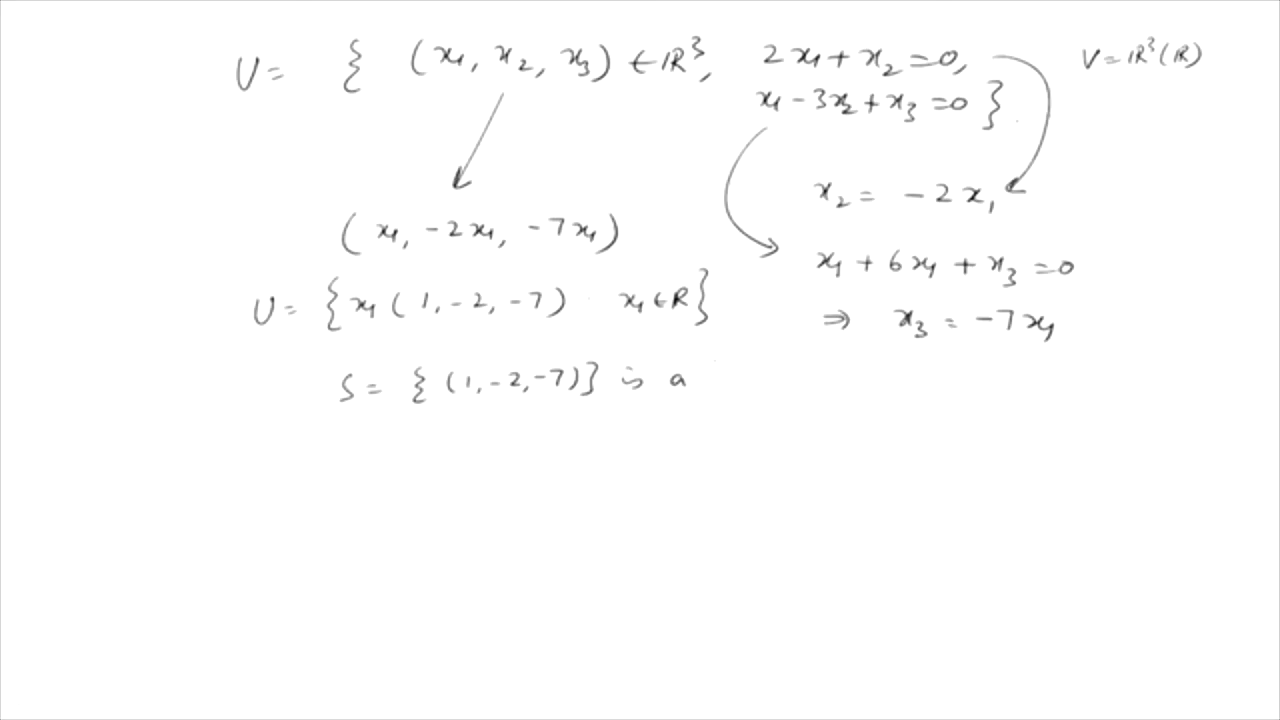 U = { (x₁, x₂, x₃) ∈ ℝ³, 2x₁ + x₂ = 0, V = ℝ³(ℝ)
x₁ - 3x₂ + x₃ = 0 }
x₂ = -2x₁
(x₁, -2x₁, -7x₁)
x₁ + 6x₁ + x₃ = 0
U = { x₁ (1, -2, -7) x₁ ∈ R }
⇒ x₃ = -7x₁
S = { (1, -2, -7) } is a